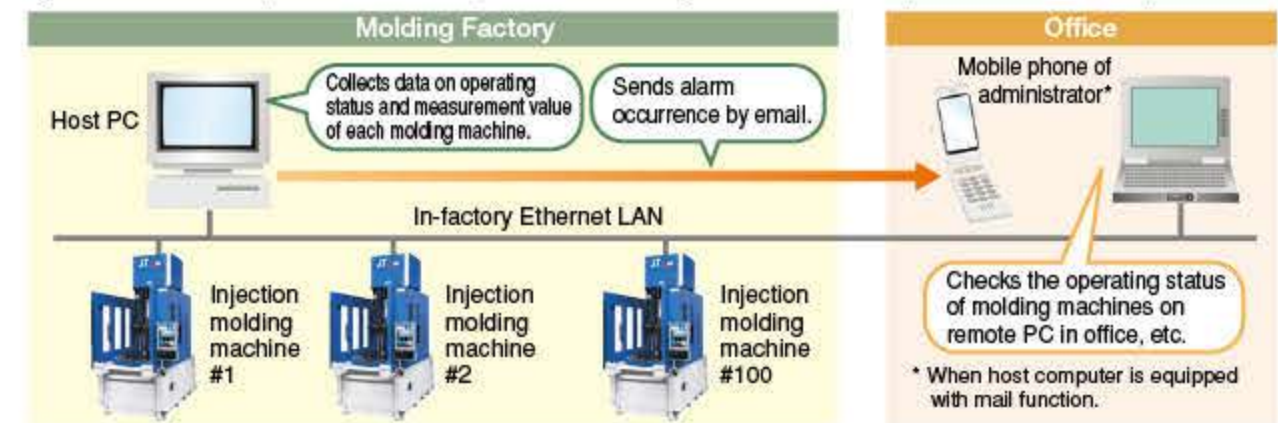 Molding Factory
Host PC
Collects data on operating
status and measurement value
of each molding machine.
Sends alarm
occurrence by email.
In-factory Ethernet LAN
Injection
molding
machine
#1
Injection
molding
machine
#2
Injection
molding
machine
#100
Office
Mobile phone of
administrator*
Checks the operating status
of molding machines on
remote PC in office, etc.
* When host computer is equipped
with mail function.